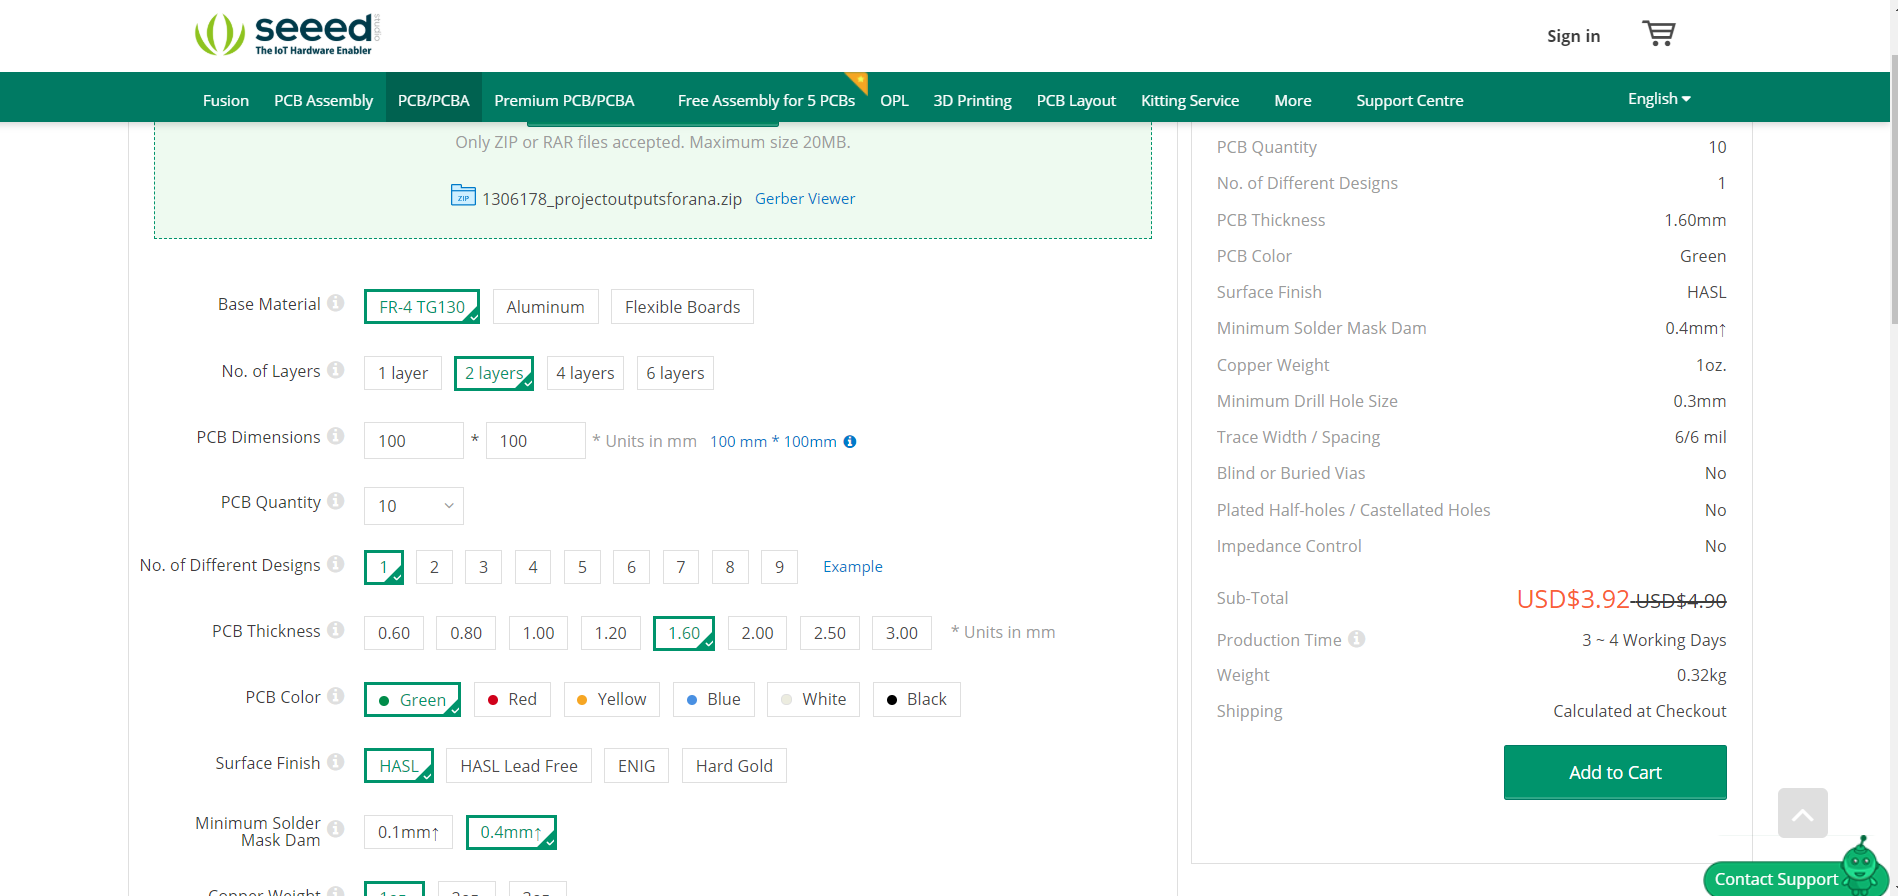 seeed studio
The IoT Hardware Enabler
Sign in
Fusion PCB Assembly PCB/PCBA Premium PCB/PCBA Free Assembly for 5 PCBs OPL 3D Printing PCB Layout Kitting Service More Support Centre English
Only ZIP or RAR files accepted. Maximum size 20MB.
ZIP 1306178_projectoutputsforana.zip Gerber Viewer
Base Material FR-4 TG130 Aluminum Flexible Boards
No. of Layers 1 layer 2 layers 4 layers 6 layers
PCB Dimensions 100 * 100 * Units in mm 100 mm * 100mm
PCB Quantity 10
No. of Different Designs 1 2 3 4 5 6 7 8 9 Example
PCB Thickness 0.60 0.80 1.00 1.20 1.60 2.00 2.50 3.00 * Units in mm
PCB Color Green Red Yellow Blue White Black
Surface Finish HASL HASL Lead Free ENIG Hard Gold
Minimum Solder
Mask Dam 0.1mm↑ 0.4mm↑
Copper Weight 1oz. 2oz. 3oz.
PCB Quantity 10
No. of Different Designs 1
PCB Thickness 1.60mm
PCB Color Green
Surface Finish HASL
Minimum Solder Mask Dam 0.4mm↑
Copper Weight 1oz.
Minimum Drill Hole Size 0.3mm
Trace Width / Spacing 6/6 mil
Blind or Buried Vias No
Plated Half-holes / Castellated Holes No
Impedance Control No
Sub-Total USD$3.92 USD$4.90
Production Time 3 ~ 4 Working Days
Weight 0.32kg
Shipping Calculated at Checkout
Add to Cart
Contact Support